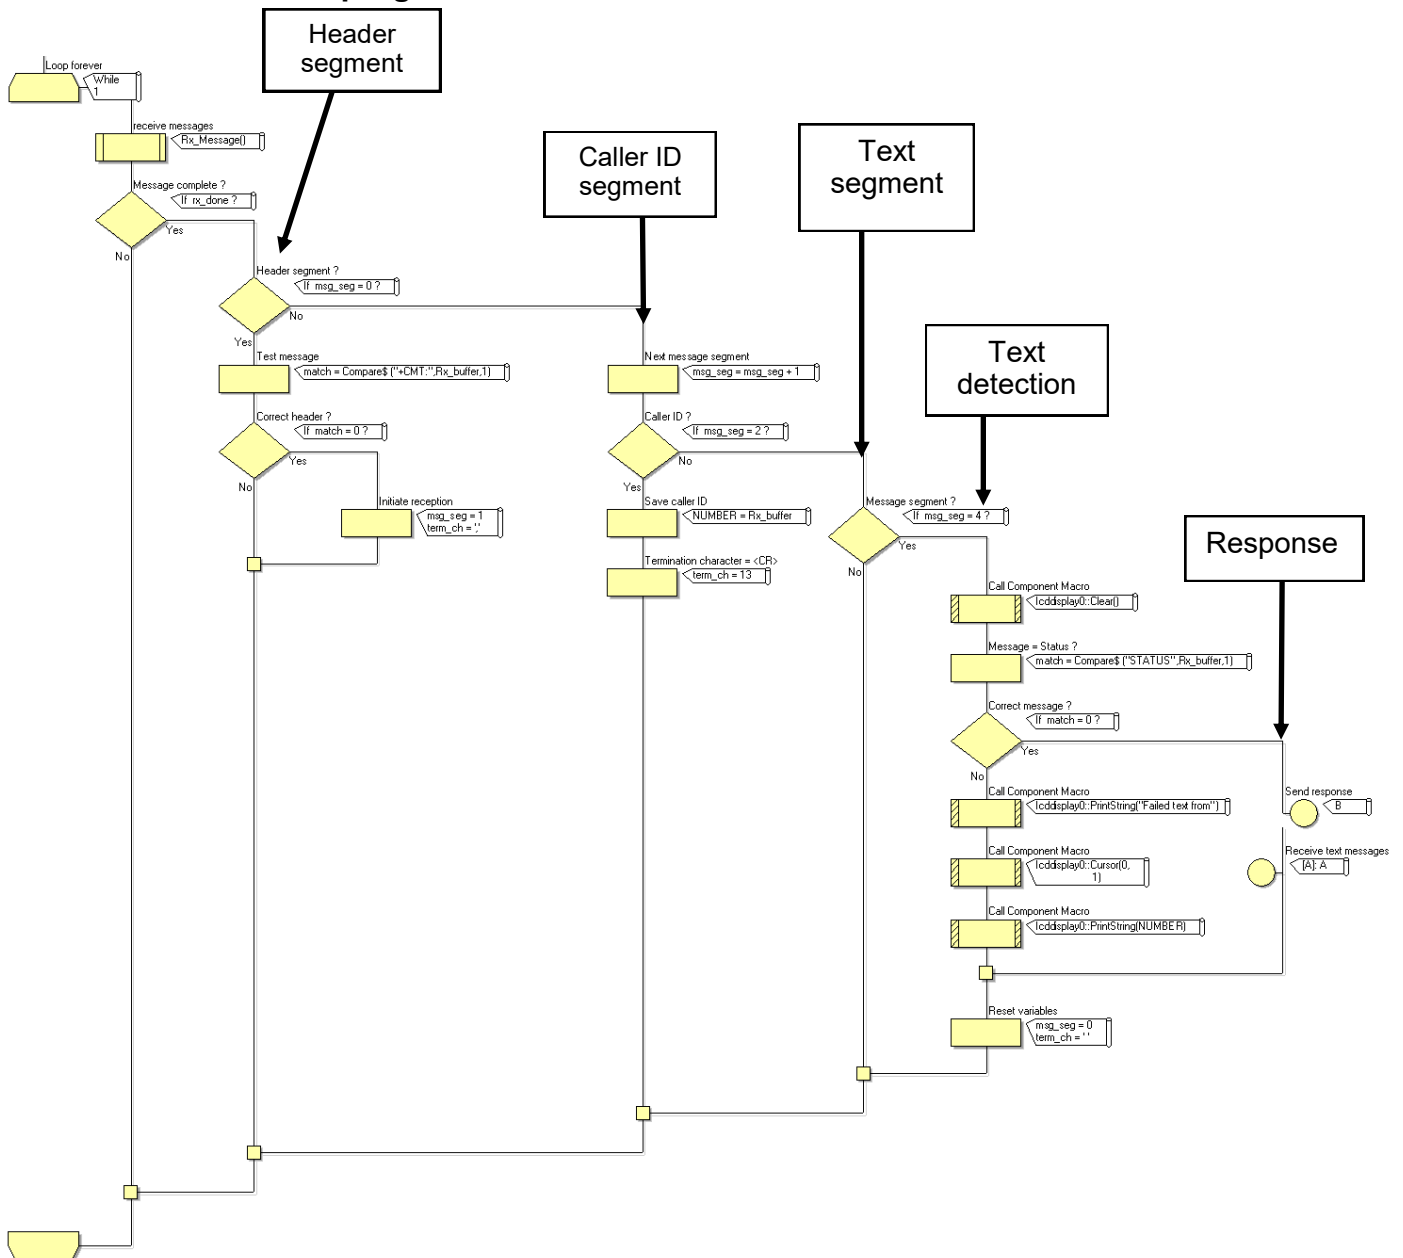 Header
segment
Loop forever
While
1
receive messages
Rx_Message()
Caller ID
segment
Text
segment
Message complete ?
If rx_done ?
Yes
No
Header segment ?
If msg_seg = 0 ?
No
Yes
Test message
match = Compare$ ("+CMT:",Rx_buffer,1)
Next message segment
msg_seg = msg_seg + 1
Text
detection
Correct header ?
If match = 0 ?
Yes
No
Caller ID ?
If msg_seg = 2 ?
No
Yes
Initiate reception
msg_seg = 1
term_ch = ','
Save caller ID
NUMBER = Rx_buffer
Message segment ?
If msg_seg = 4 ?
Yes
No
Response
Termination character = <CR>
term_ch = 13
Call Component Macro
lcddisplay0::Clear()
Message = Status ?
match = Compare$ ("STATUS",Rx_buffer,1)
Correct message ?
If match = 0 ?
Yes
No
Call Component Macro
lcddisplay0::PrintString("Failed text from")
Send response
B
Call Component Macro
lcddisplay0::Cursor(0,
1)
Receive text messages
[A]: A
Call Component Macro
lcddisplay0::PrintString(NUMBER)
Reset variables
msg_seg = 0
term_ch = ' '